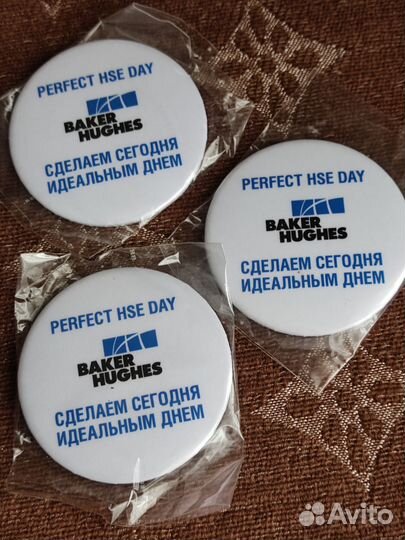 PERFECT HSE DAY
BAKER
HUGHES
СДЕЛАЕМ СЕГОДНЯ
ИДЕАЛЬНЫМ ДНЕМ
PERFECT HSE DAY
BAKER
HUGHES
СДЕЛАЕМ СЕГОДНЯ
ИДЕАЛЬНЫМ ДНЕМ
PERFECT HSE DAY
BAKER
HUGHES
СДЕЛАЕМ СЕГОДНЯ
ИДЕАЛЬНЫМ ДНЕМ
Avito